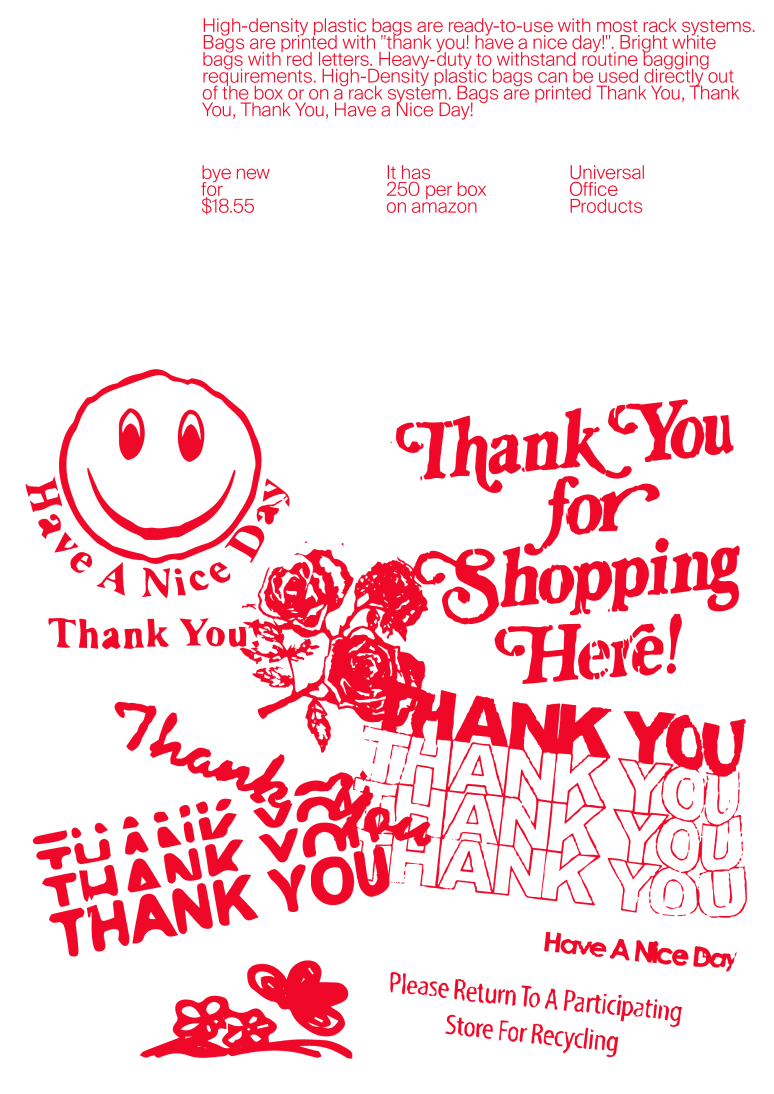 High-density plastic bags are ready-to-use with most rack systems.
Bags are printed with "thank you! have a nice day!". Bright white
bags with red letters. Heavy-duty to withstand routine bagging
requirements. High-Density plastic bags can be used directly out
of the box or on a rack system. Bags are printed Thank You, Thank
You, Thank You, Have a Nice Day!
bye new
for
$18.55
It has
250 per box
on amazon
Universal
Office
Products
Have A Nice Day
Thank You
Thank You
for
Shopping
Here!
THANK YOU
THANK YOU
THANK YOU
THANK YOU
Thank You
THANK YOU
THANK YOU
THANK YOU
Have A Nice Day
Please Return To A Participating
Store For Recycling